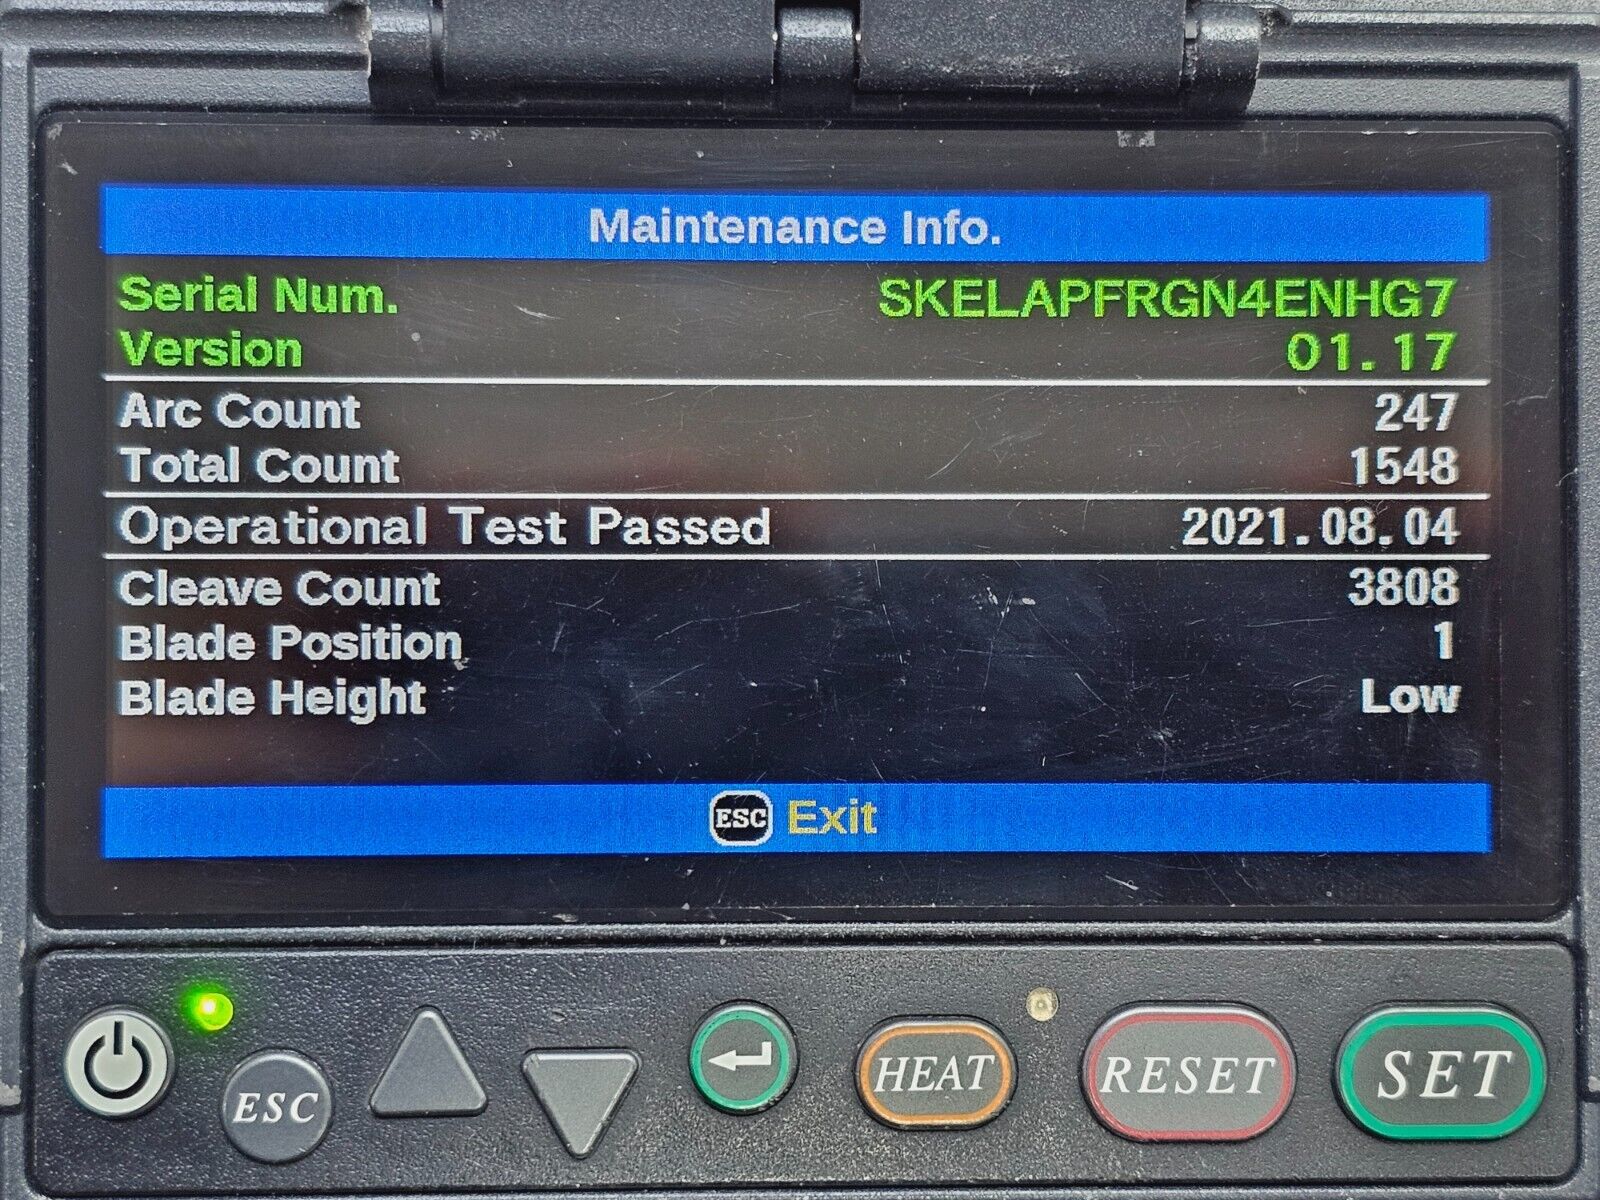 Maintenance Info.
Serial Num. SKELAPFRGN4ENHG7
Version 01.17
Arc Count 247
Total Count 1548
Operational Test Passed 2021.08.04
Cleave Count 3808
Blade Position 1
Blade Height Low
ESC Exit
ESC HEAT RESET SET